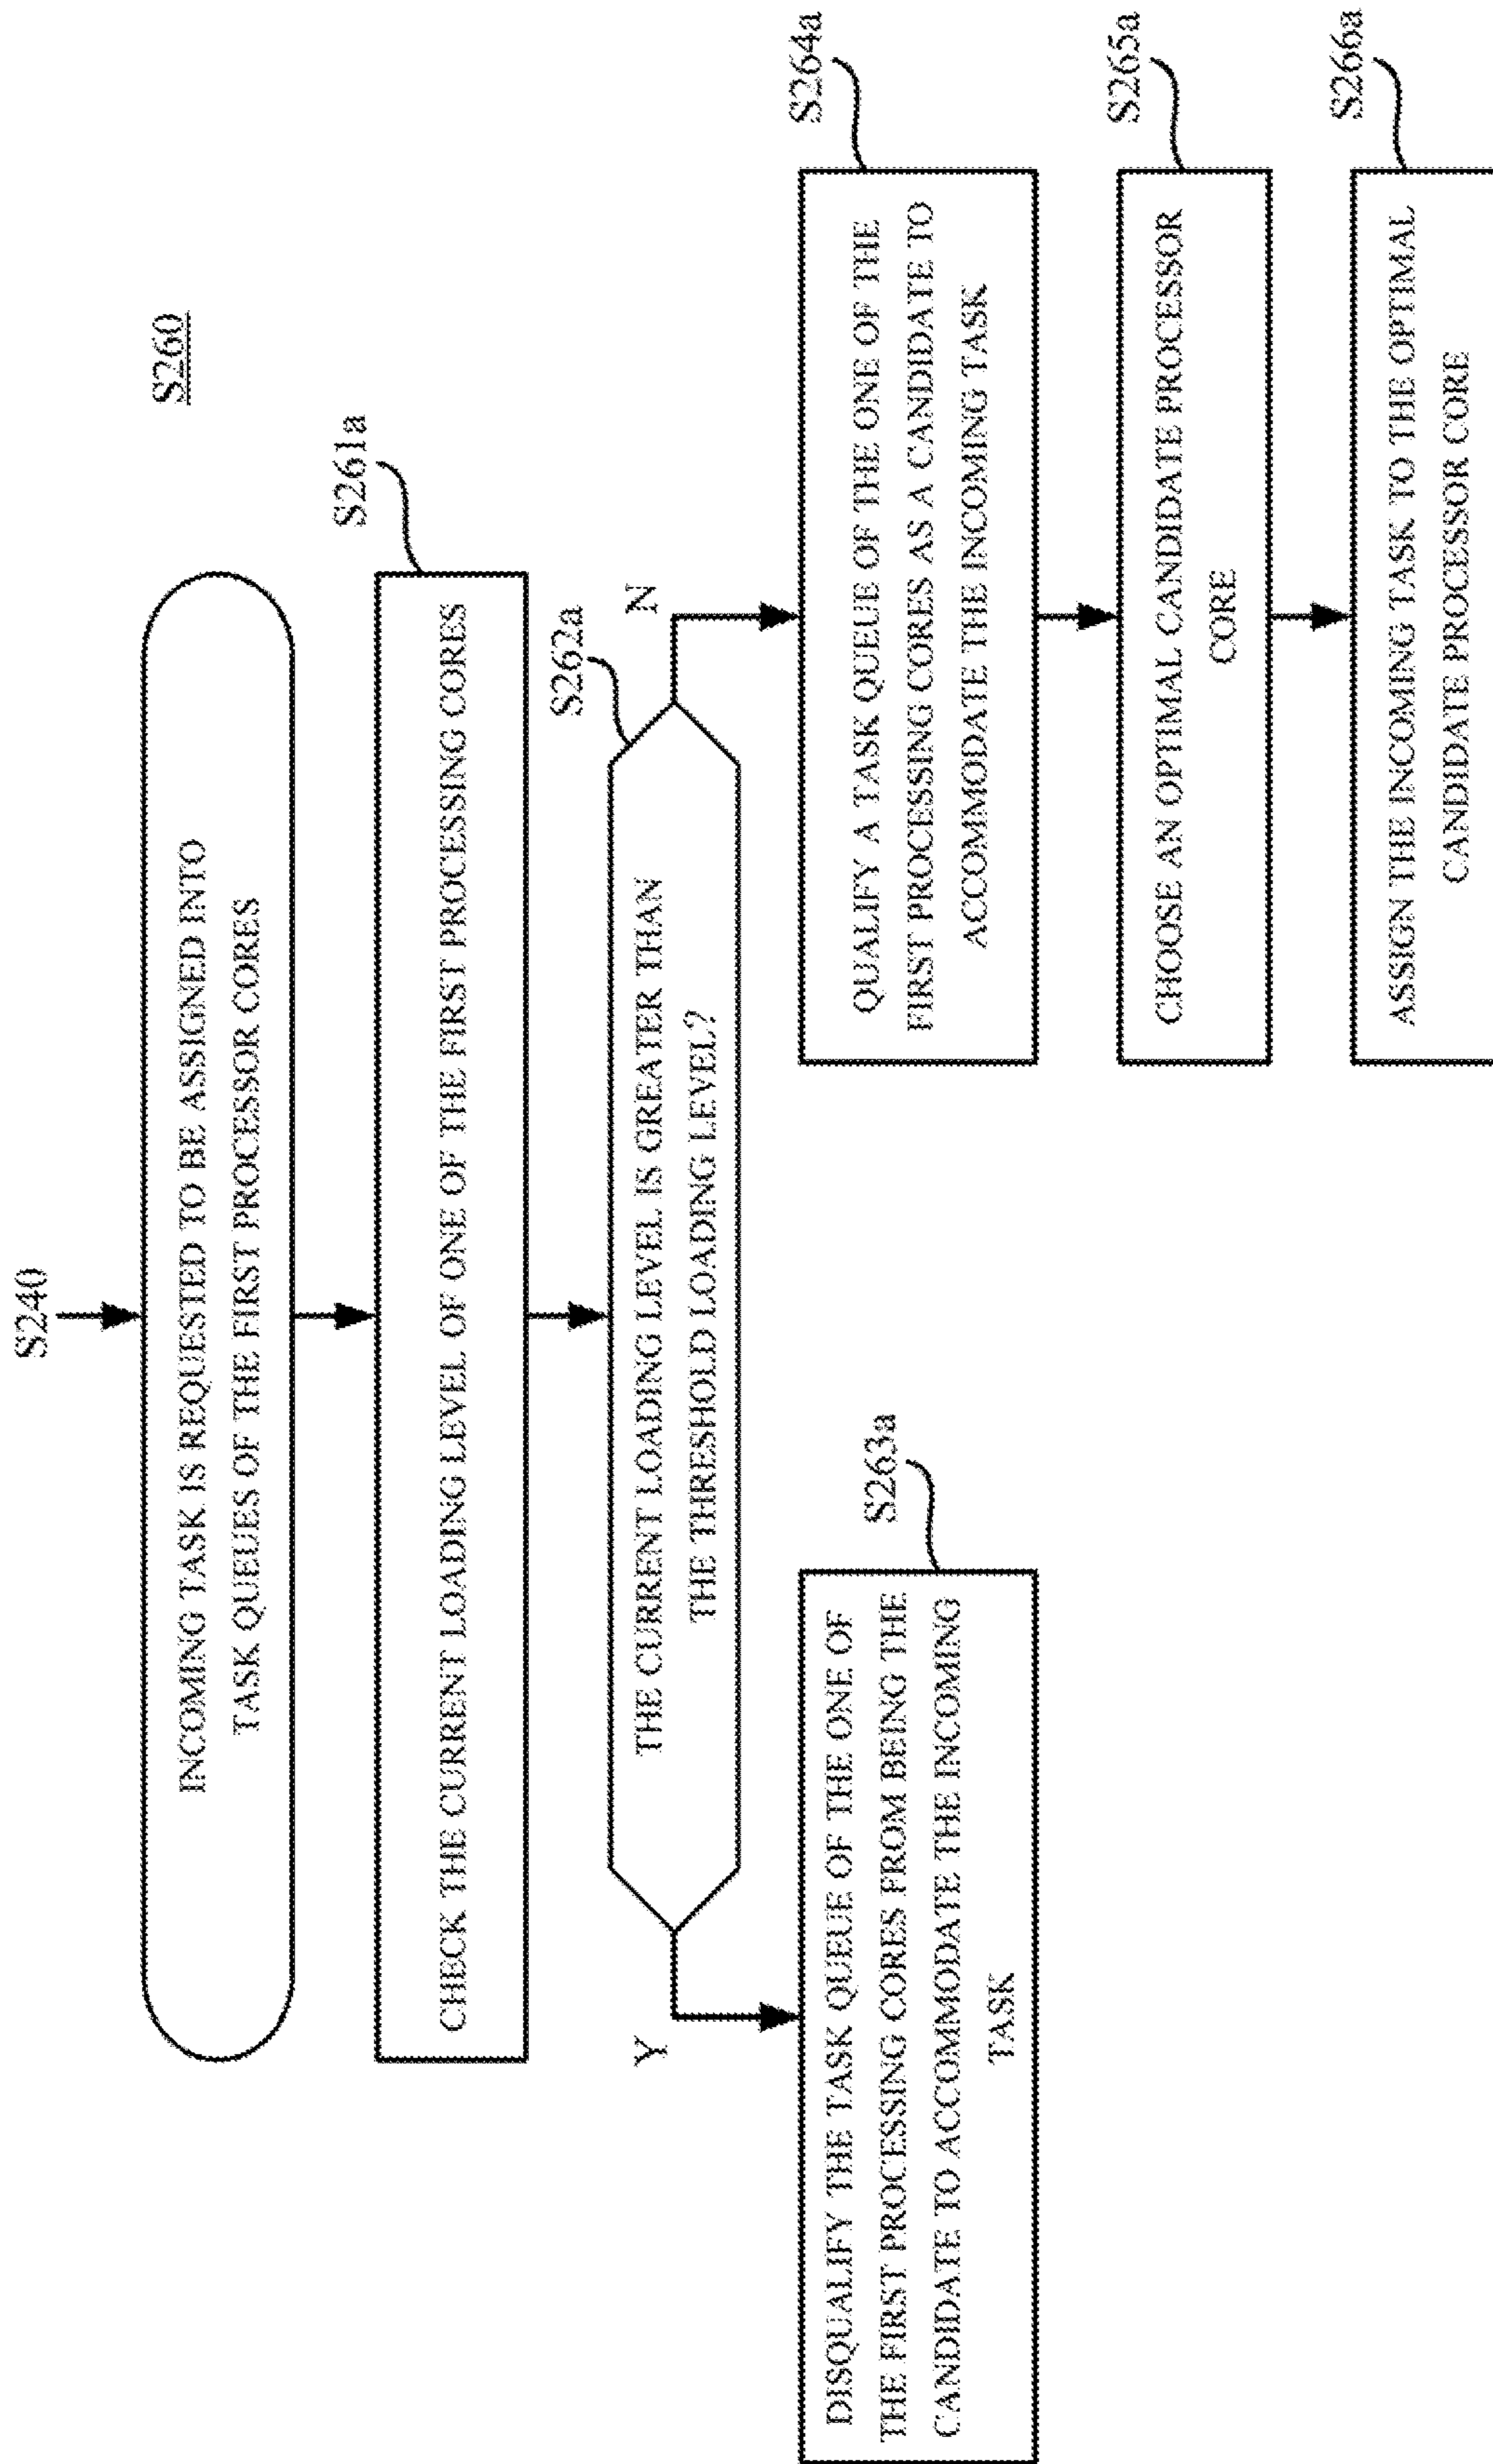 S240
S260
INCOMING TASK IS REQUESTED TO BE ASSIGNED INTO
TASK QUEUES OF THE FIRST PROCESSOR CORES
S261a
CHECK THE CURRENT LOADING LEVEL OF ONE OF THE FIRST PROCESSING CORES
S262a
THE CURRENT LOADING LEVEL IS GREATER THAN
THE THRESHOLD LOADING LEVEL?
Y
N
S263a
DISQUALIFY THE TASK QUEUE OF THE ONE OF
THE FIRST PROCESSING CORES FROM BEING THE
CANDIDATE TO ACCOMMODATE THE INCOMING
TASK
S264a
QUALIFY A TASK QUEUE OF THE ONE OF THE
FIRST PROCESSING CORES AS A CANDIDATE TO
ACCOMMODATE THE INCOMING TASK
S265a
CHOOSE AN OPTIMAL CANDIDATE PROCESSOR
CORE
S266a
ASSIGN THE INCOMING TASK TO THE OPTIMAL
CANDIDATE PROCESSOR CORE